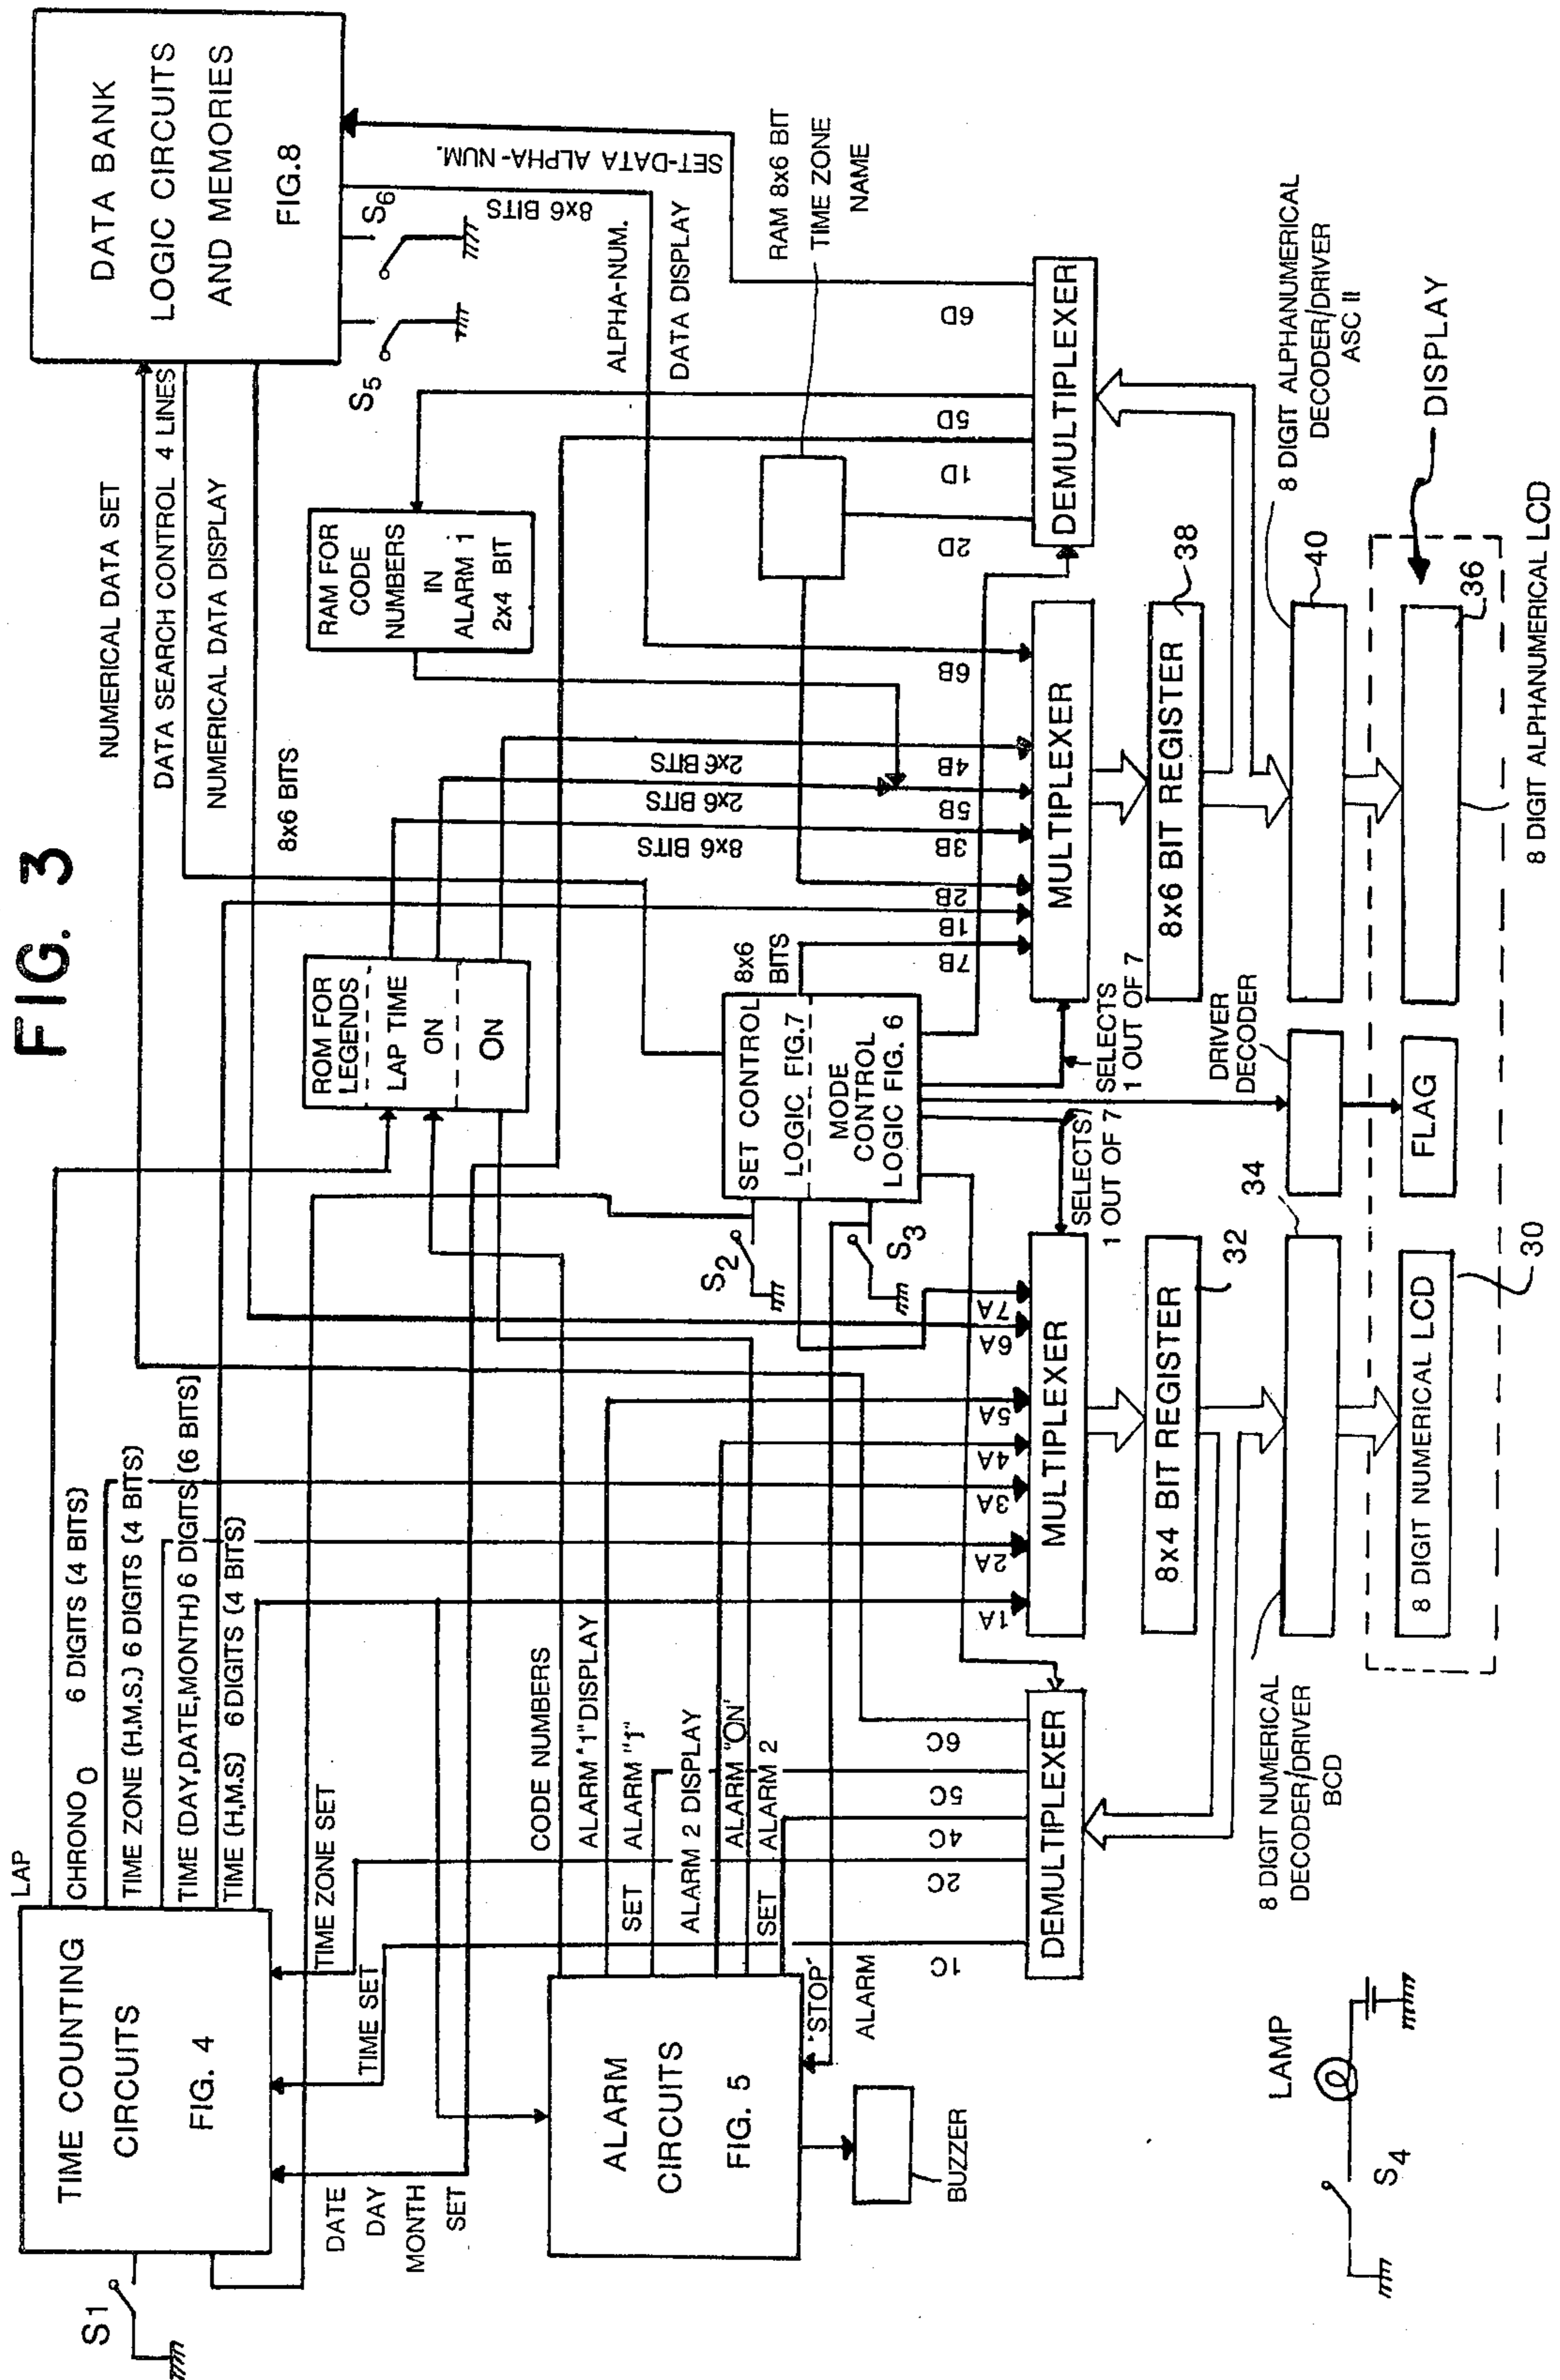 FIG. 3
S1
TIME COUNTING
CIRCUITS
FIG. 4
LAP
CHRONO O 6 DIGITS (4 BITS)
TIME ZONE (H.M.S.) 6 DIGITS (4 BITS)
TIME (DAY,DATE,MONTH) 6 DIGITS (6 BITS)
TIME (H,M.S) 6 DIGITS (4 BITS)
TIME ZONE SET
TIME SET
DATE
DAY
MONTH
SET
ALARM
CIRCUITS
FIG. 5
BUZZER
CODE NUMBERS
ALARM "1" DISPLAY
SET ALARM "1"
ALARM 2 DISPLAY
ALARM "ON"
SET ALARM 2
"STOP"
ALARM
LAMP
S4
ROM FOR
LEGENDS
LAP TIME
ON
ON
RAM FOR
CODE
NUMBERS
IN
ALARM 1
2x4 BIT
NUMERICAL DATA SET
DATA SEARCH CONTROL 4 LINES
NUMERICAL DATA DISPLAY
8x6 BITS
DATA BANK
LOGIC CIRCUITS
AND MEMORIES
FIG.8
S5
S6
8x6 BITS
SET-DATA ALPHA-NUM.
ALPHA-NUM.
DATA DISPLAY
RAM 8x6 BIT
TIME ZONE
NAME
S2
S3
SET CONTROL
LOGIC FIG.7
MODE
CONTROL
LOGIC FIG. 6
8x6
BITS
8x6 BITS
2x6 BITS
2x6 BITS
1C
2C
4C
5C
6C
1A
2A
3A
4A
5A
6A
7A
7B
1B
2B
3B
5B
4B
6B
2D
1D
5D
6D
DEMULTIPLEXER
MULTIPLEXER
SELECTS
1 OUT OF 7
SELECTS
1 OUT OF 7
MULTIPLEXER
DEMULTIPLEXER
8x4 BIT REGISTER
32
8x6 BIT REGISTER
38
8 DIGIT NUMERICAL
DECODER/DRIVER
BCD
34
DRIVER
DECODER
40
8 DIGIT ALPHANUMERICAL
DECODER/DRIVER
ASC II
8 DIGIT NUMERICAL LCD
30
FLAG
36
DISPLAY
8 DIGIT ALPHANUMERICAL LCD